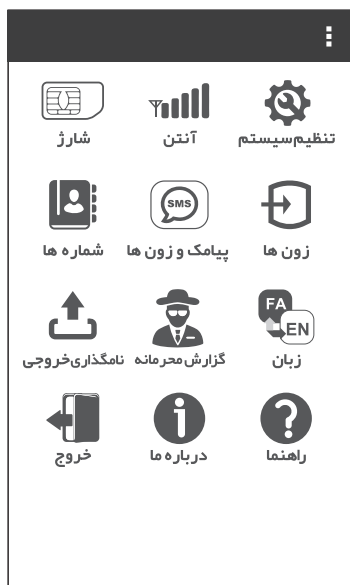 تنظیم سیستم
آنتن
شارژ
SMS
زون ها
پیامک و زون ها
شماره ها
FA
EN
زبان
گزارش محرمانه
نامگذاری خروجی
راهنما
درباره ما
خروج